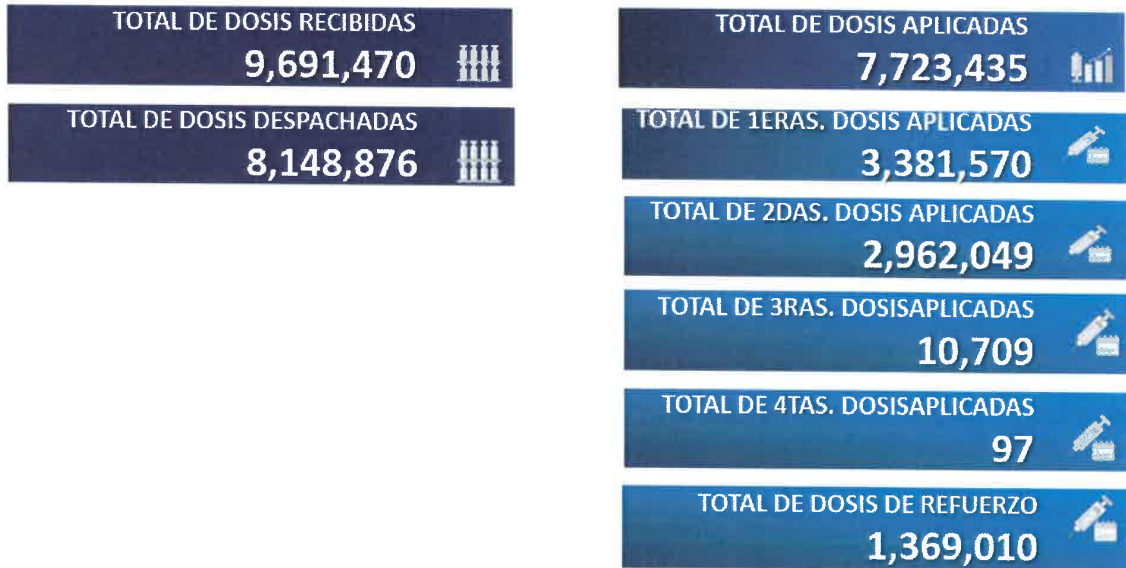 TOTAL DE DOSIS RECIBIDAS
9,691,470
TOTAL DE DOSIS DESPACHADAS
8,148,876
TOTAL DE DOSIS APLICADAS
7,723,435
TOTAL DE 1ERAS. DOSIS APLICADAS
3,381,570
TOTAL DE 2DAS. DOSIS APLICADAS
2,962,049
TOTAL DE 3RAS. DOSISAPLICADAS
10,709
TOTAL DE 4TAS. DOSISAPLICADAS
97
TOTAL DE DOSIS DE REFUERZO
1,369,010